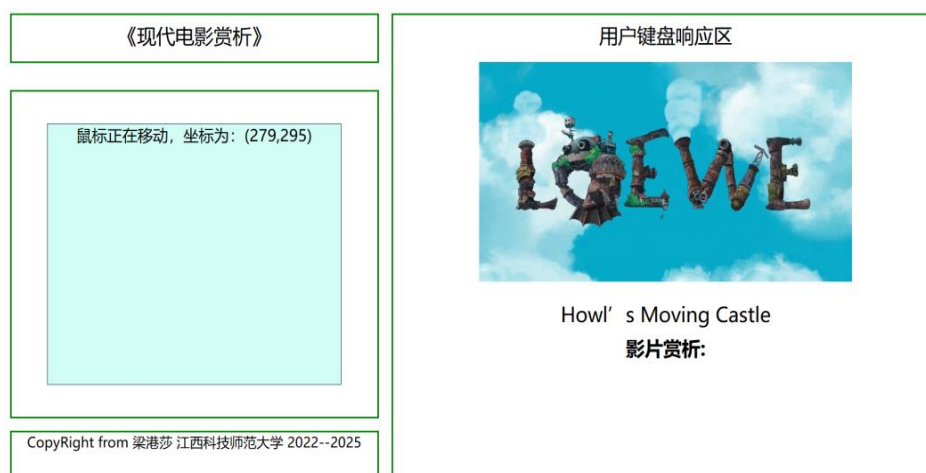 《现代电影赏析》
鼠标正在移动，坐标为：(279,295)
CopyRight from 梁港莎 江西科技师范大学 2022--2025
用户键盘响应区
LOEWE
Howl’s Moving Castle
影片赏析: